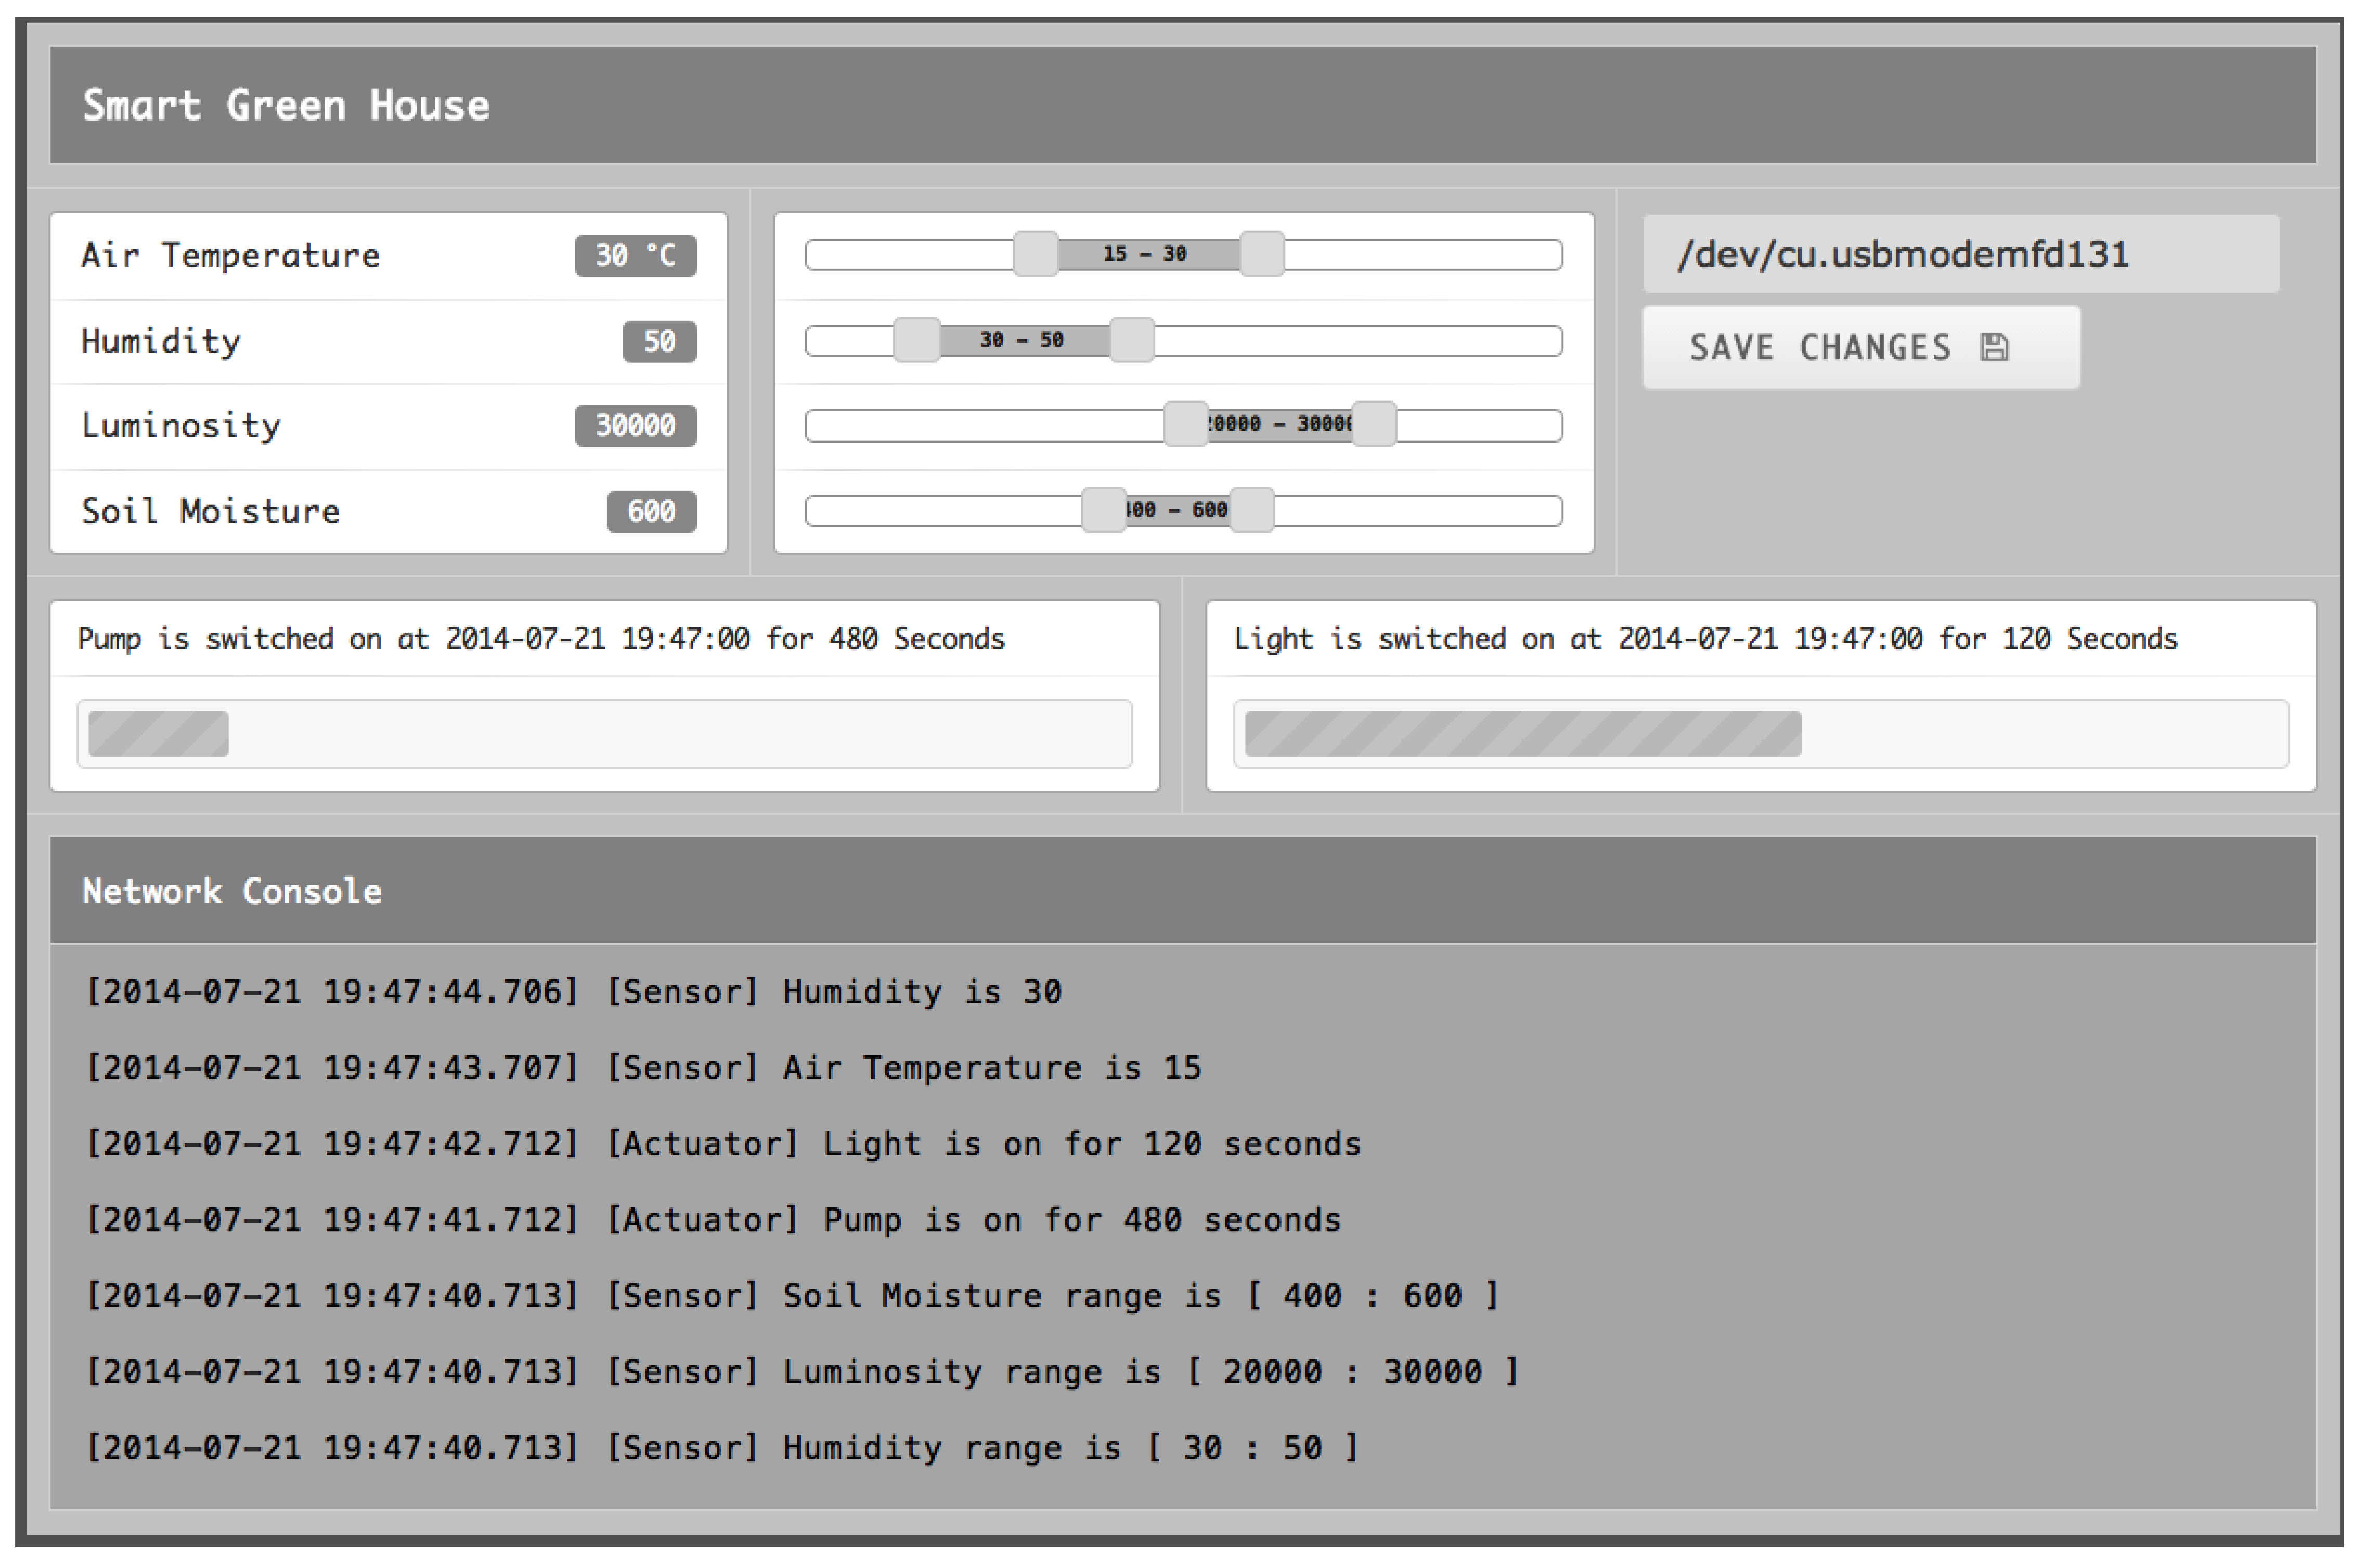 Smart Green House
Air Temperature 30 °C
Humidity 50
Luminosity 30000
Soil Moisture 600
15 – 30
30 – 50
20000 – 30000
400 – 600
/dev/cu.usbmodemfd131
SAVE CHANGES
Pump is switched on at 2014-07-21 19:47:00 for 480 Seconds
Light is switched on at 2014-07-21 19:47:00 for 120 Seconds
Network Console
[2014-07-21 19:47:44.706] [Sensor] Humidity is 30
[2014-07-21 19:47:43.707] [Sensor] Air Temperature is 15
[2014-07-21 19:47:42.712] [Actuator] Light is on for 120 seconds
[2014-07-21 19:47:41.712] [Actuator] Pump is on for 480 seconds
[2014-07-21 19:47:40.713] [Sensor] Soil Moisture range is [ 400 : 600 ]
[2014-07-21 19:47:40.713] [Sensor] Luminosity range is [ 20000 : 30000 ]
[2014-07-21 19:47:40.713] [Sensor] Humidity range is [ 30 : 50 ]